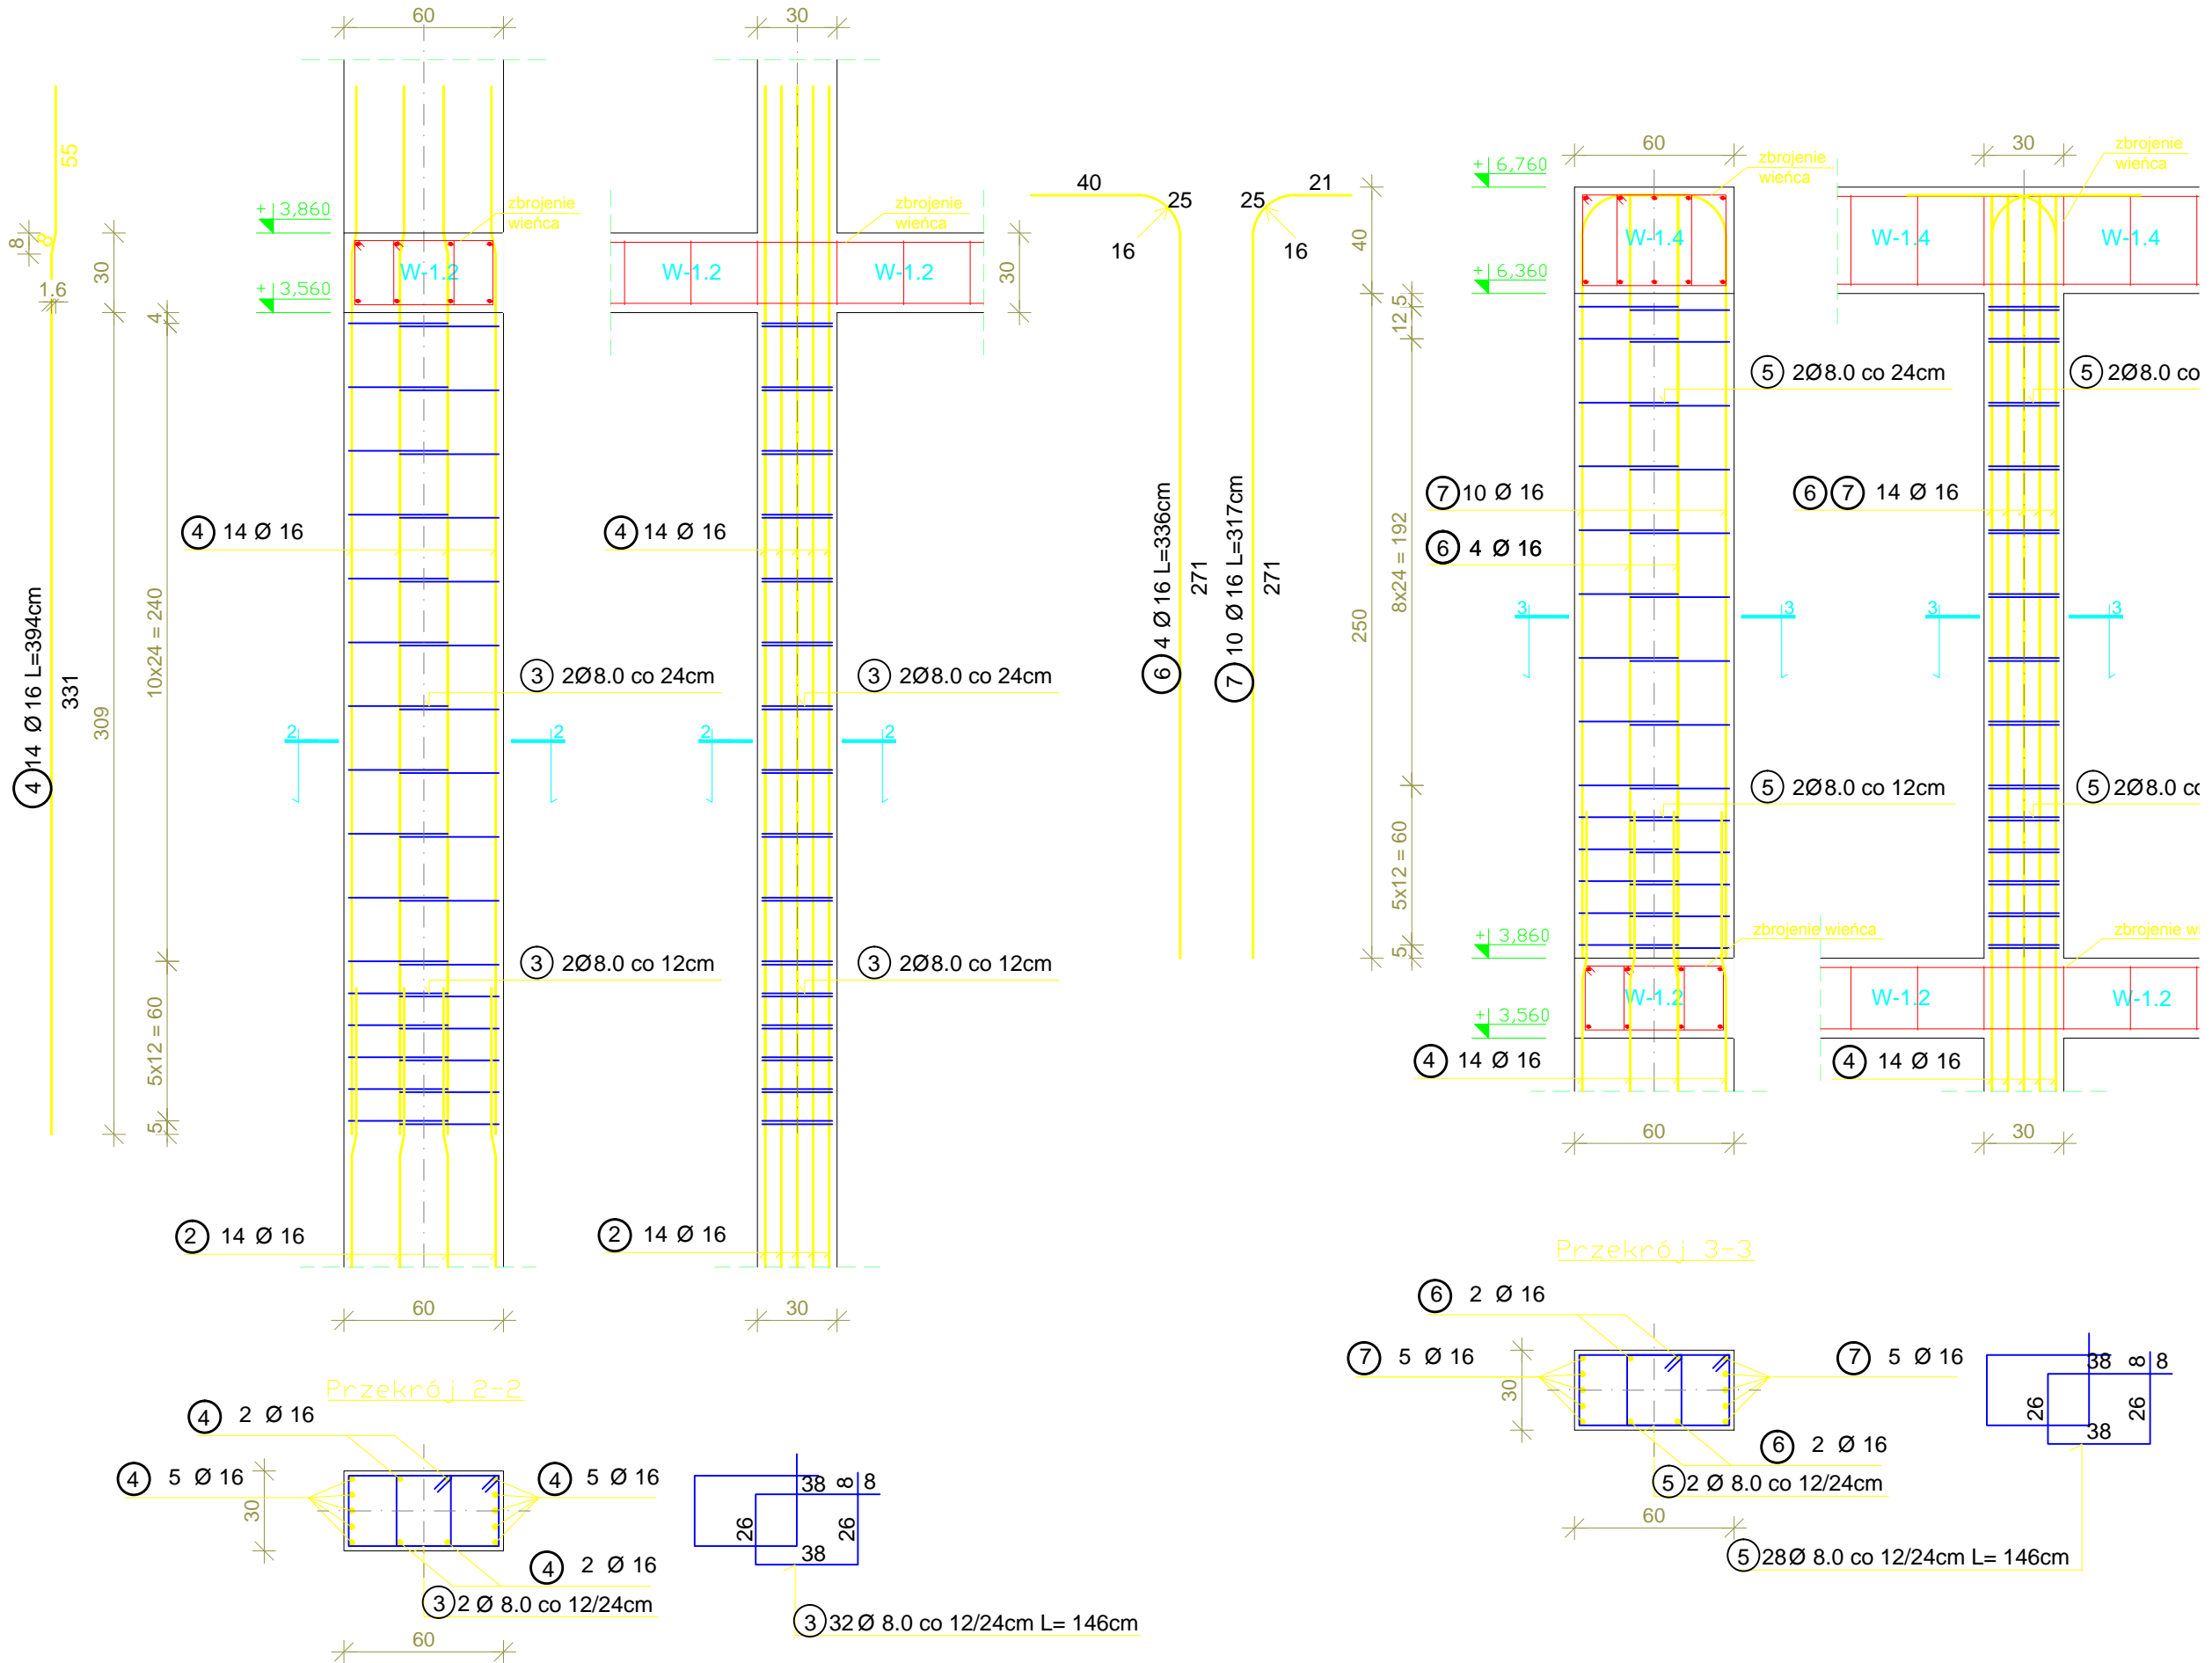 60
30
55
8
8
1.6
30
4
+3,860
+3,560
zbrojenie
wieńca
W-1.2
zbrojenie
wieńca
W-1.2
W-1.2
30
4 14 Ø 16
4 14 Ø 16
4 14 Ø 16 L=394cm
331
309
10x24 = 240
3 2Ø8.0 co 24cm
3 2Ø8.0 co 24cm
2
2
2
2
3 2Ø8.0 co 12cm
3 2Ø8.0 co 12cm
5x12 = 60
5
2 14 Ø 16
2 14 Ø 16
60
30
Przekrój 2-2
4 2 Ø 16
4 5 Ø 16
4 5 Ø 16
30
4 2 Ø 16
3 2 Ø 8.0 co 12/24cm
60
38
8
8
26
26
38
3 32 Ø 8.0 co 12/24cm L= 146cm
40
25
16
6 4 Ø 16 L=336cm
271
21
25
16
7 10 Ø 16 L=317cm
271
60
30
+6,760
+6,360
zbrojenie
wieńca
zbrojenie
wieńca
W-1.4
W-1.4
W-1.4
40
5
12
5 2Ø8.0 co 24cm
5 2Ø8.0 co
7 10 Ø 16
6 7 14 Ø 16
6 4 Ø 16
8x24 = 192
250
3
3
3
3
5 2Ø8.0 co 12cm
5 2Ø8.0 co
5x12 = 60
5
+3,860
+3,560
zbrojenie wieńca
zbrojenie w
W-1.2
W-1.2
W-1.2
4 14 Ø 16
4 14 Ø 16
60
30
Przekrój 3-3
6 2 Ø 16
7 5 Ø 16
7 5 Ø 16
30
6 2 Ø 16
5 2 Ø 8.0 co 12/24cm
60
38
8
8
26
26
38
5 28Ø 8.0 co 12/24cm L= 146cm